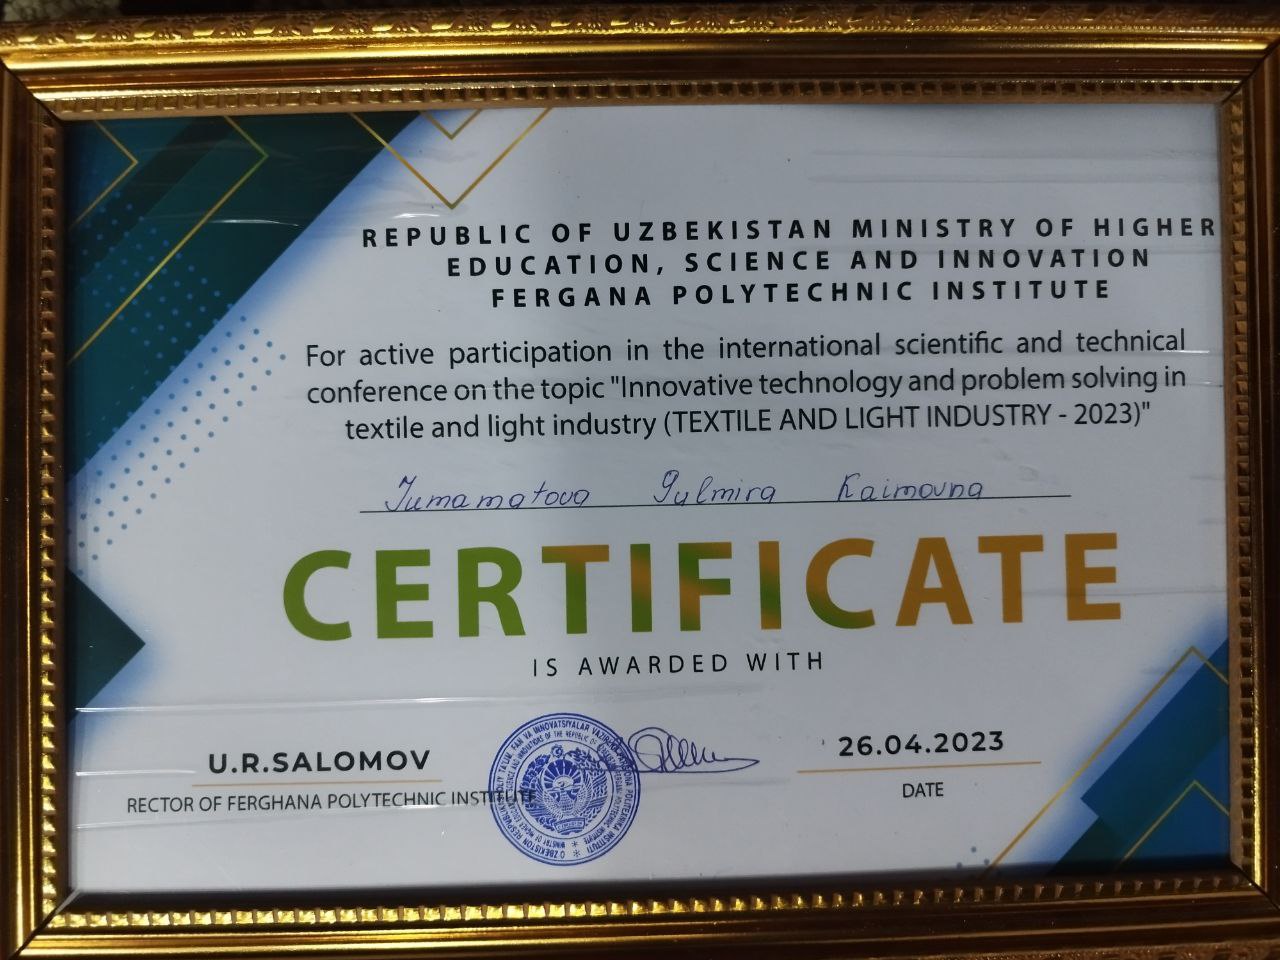 REPUBLIC OF UZBEKISTAN MINISTRY OF HIGHER
EDUCATION, SCIENCE AND INNOVATION
FERGANA POLYTECHNIC INSTITUTE
For active participation in the international scientific and technical
conference on the topic "Innovative technology and problem solving in
textile and light industry (TEXTILE AND LIGHT INDUSTRY - 2023)"
Jumamatova Gulmira Kaimovna
CERTIFICATE
IS AWARDED WITH
U.R.SALOMOV
RECTOR OF FERGHANA POLYTECHNIC INSTITUTE
26.04.2023
DATE